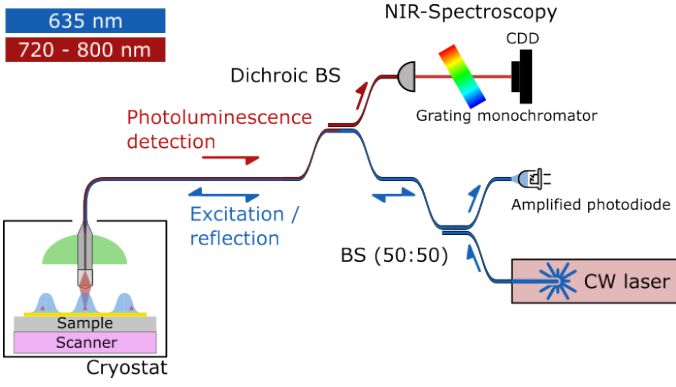 635 nm
720 - 800 nm
NIR-Spectroscopy
CDD
Dichroic BS
Grating monochromator
Photoluminescence
detection
Excitation /
reflection
Amplified photodiode
BS (50:50)
CW laser
Sample
Scanner
Cryostat